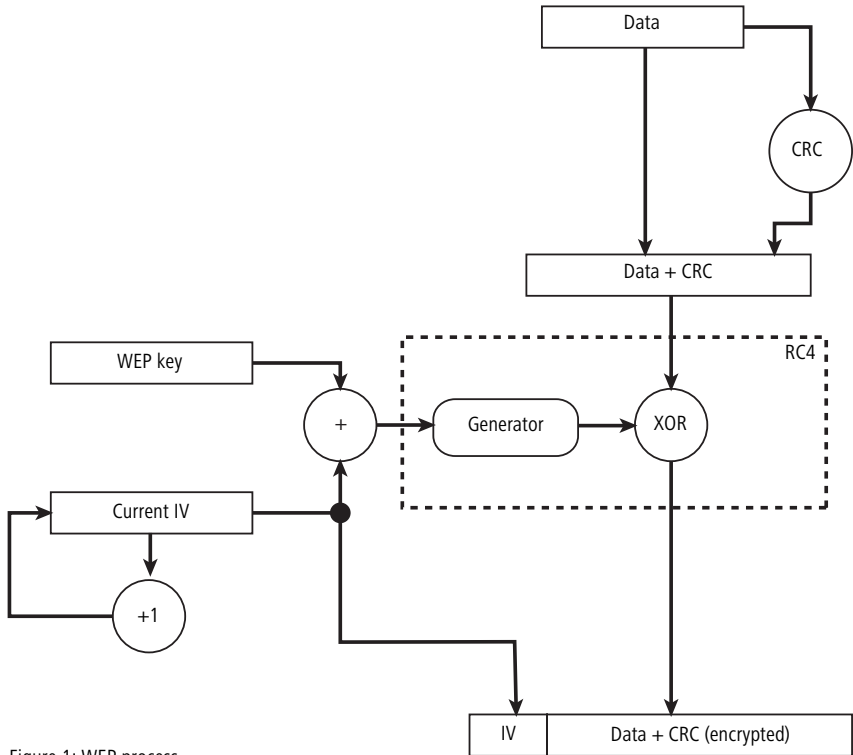 Data
CRC
Data + CRC
RC4
WEP key
+
Generator
XOR
Current IV
+1
IV
Data + CRC (encrypted)
Figure 1: WEP process